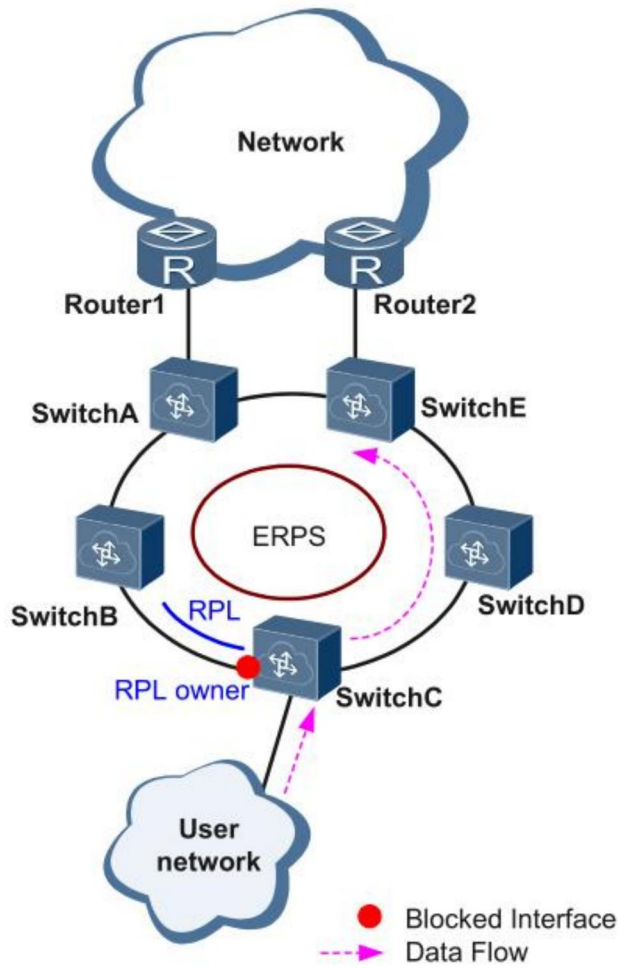 Network
R
R
Router1
Router2
SwitchA
SwitchE
ERPS
SwitchB
RPL
SwitchD
RPL owner
SwitchC
User
network
Blocked Interface
Data Flow